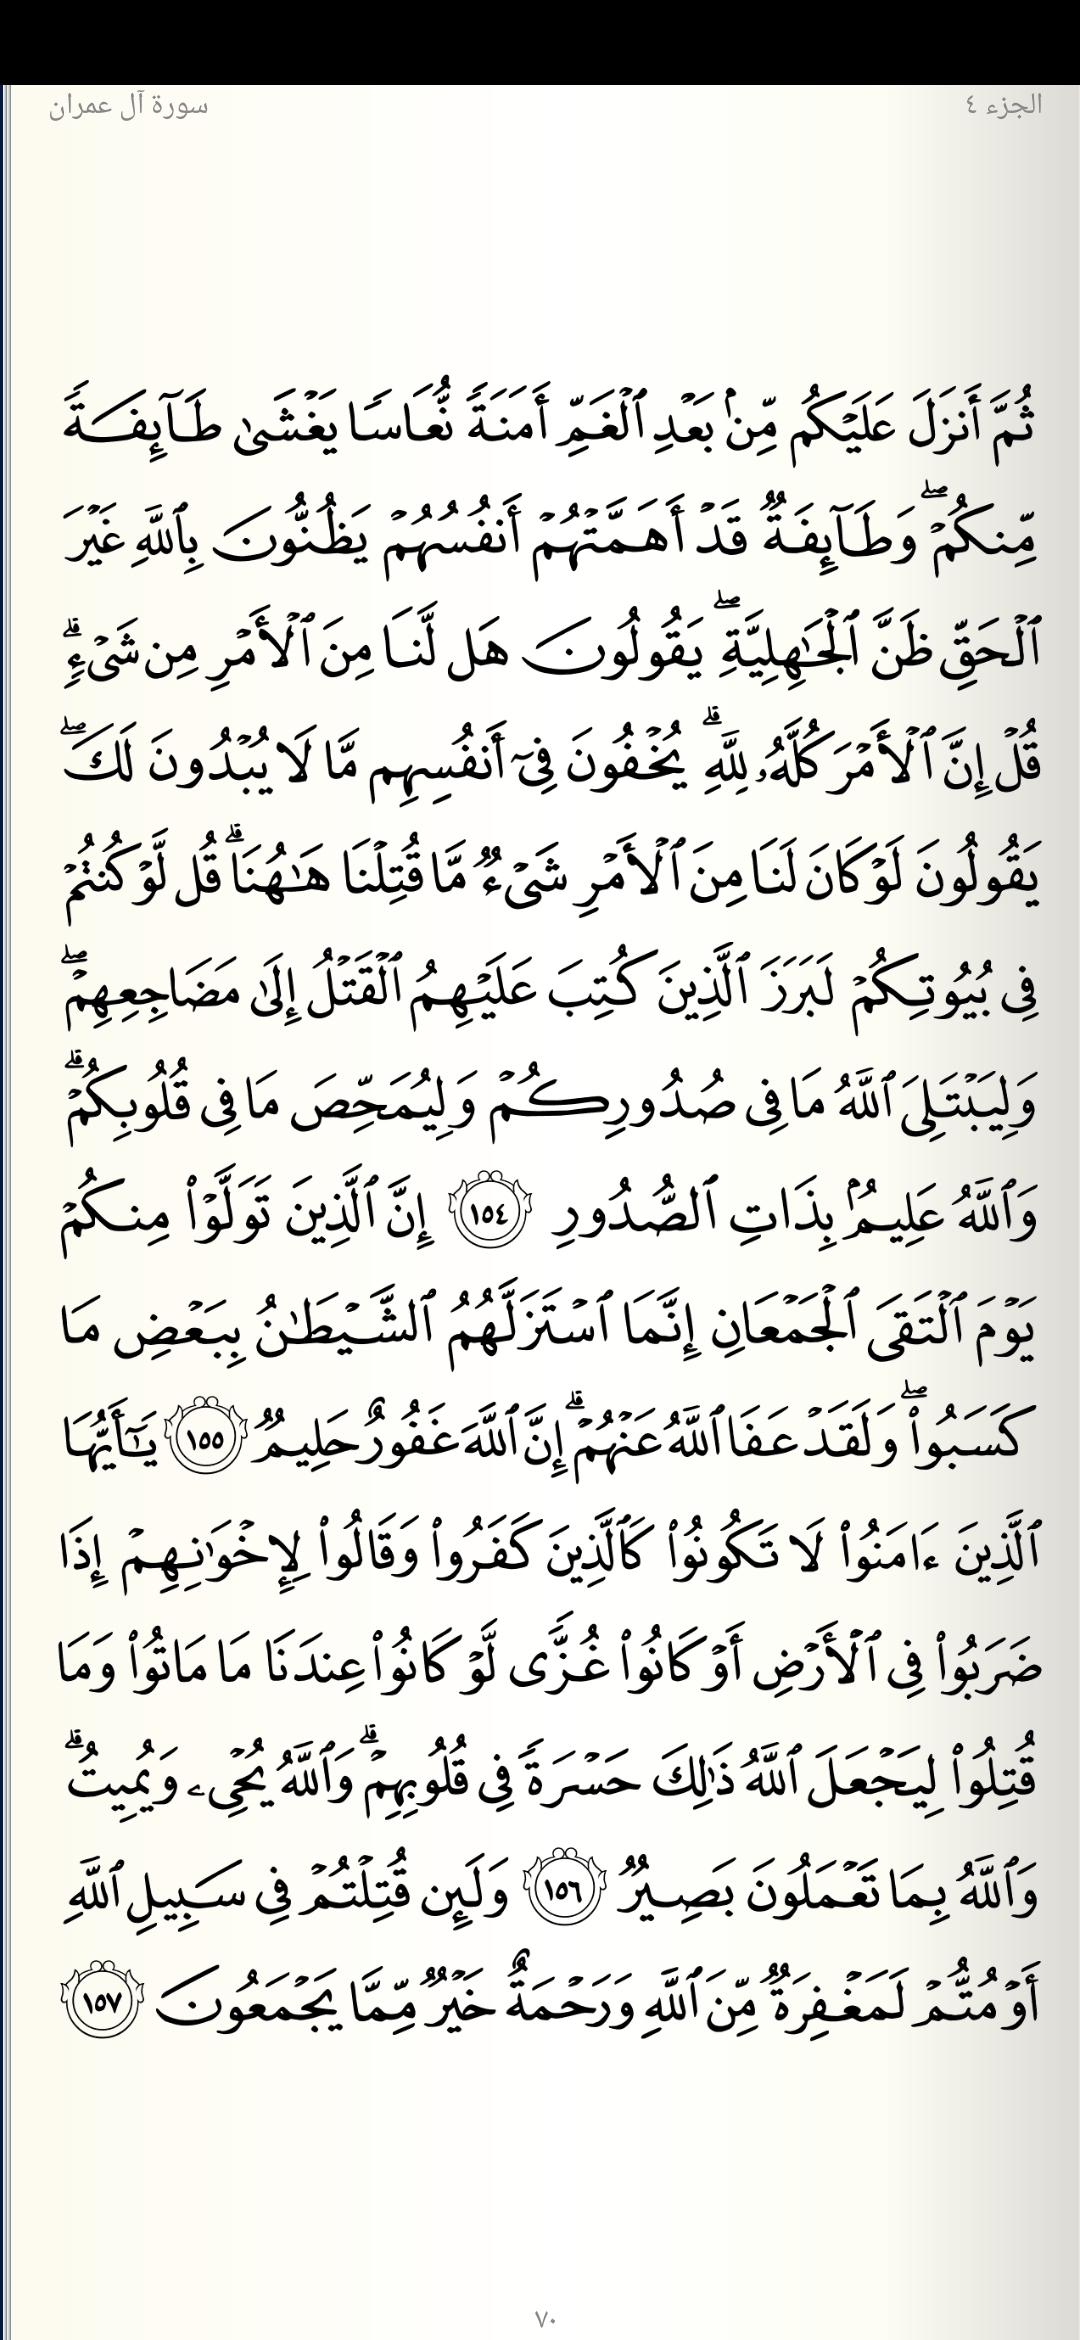 الجزء ٤
سورة آل عمران
ثُمَّ أَنزَلَ عَلَيۡكُم مِّنۢ بَعۡدِ ٱلۡغَمِّ أَمَنَةٗ نُّعَاسٗا يَغۡشَىٰ طَآئِفَةٗ
مِّنكُمۡۖ وَطَآئِفَةٞ قَدۡ أَهَمَّتۡهُمۡ أَنفُسُهُمۡ يَظُنُّونَ بِٱللَّهِ غَيۡرَ
ٱلۡحَقِّ ظَنَّ ٱلۡجَٰهِلِيَّةِۖ يَقُولُونَ هَل لَّنَا مِنَ ٱلۡأَمۡرِ مِن شَيۡءٖۗ
قُلۡ إِنَّ ٱلۡأَمۡرَ كُلَّهُۥ لِلَّهِۗ يُخۡفُونَ فِيٓ أَنفُسِهِم مَّا لَا يُبۡدُونَ لَكَۖ
يَقُولُونَ لَوۡ كَانَ لَنَا مِنَ ٱلۡأَمۡرِ شَيۡءٞ مَّا قُتِلۡنَا هَٰهُنَاۗ قُل لَّوۡ كُنتُمۡ
فِي بُيُوتِكُمۡ لَبَرَزَ ٱلَّذِينَ كُتِبَ عَلَيۡهِمُ ٱلۡقَتۡلُ إِلَىٰ مَضَاجِعِهِمۡۖ
وَلِيَبۡتَلِيَ ٱللَّهُ مَا فِي صُدُورِكُمۡ وَلِيُمَحِّصَ مَا فِي قُلُوبِكُمۡۗ
وَٱللَّهُ عَلِيمُۢ بِذَاتِ ٱلصُّدُورِ ١٥٤ إِنَّ ٱلَّذِينَ تَوَلَّوۡاْ مِنكُمۡ
يَوۡمَ ٱلۡتَقَى ٱلۡجَمۡعَانِ إِنَّمَا ٱسۡتَزَلَّهُمُ ٱلشَّيۡطَٰنُ بِبَعۡضِ مَا
كَسَبُواْۖ وَلَقَدۡ عَفَا ٱللَّهُ عَنۡهُمۡۗ إِنَّ ٱللَّهَ غَفُورٌ حَلِيمٞ ١٥٥ يَٰٓأَيُّهَا
ٱلَّذِينَ ءَامَنُواْ لَا تَكُونُواْ كَٱلَّذِينَ كَفَرُواْ وَقَالُواْ لِإِخۡوَٰنِهِمۡ إِذَا
ضَرَبُواْ فِي ٱلۡأَرۡضِ أَوۡ كَانُواْ غُزّٗى لَّوۡ كَانُواْ عِندَنَا مَا مَاتُواْ وَمَا
قُتِلُواْ لِيَجۡعَلَ ٱللَّهُ ذَٰلِكَ حَسۡرَةٗ فِي قُلُوبِهِمۡۗ وَٱللَّهُ يُحۡيِۦ وَيُمِيتُۗ
وَٱللَّهُ بِمَا تَعۡمَلُونَ بَصِيرٞ ١٥٦ وَلَئِن قُتِلۡتُمۡ فِي سَبِيلِ ٱللَّهِ
أَوۡ مُتُّمۡ لَمَغۡفِرَةٞ مِّنَ ٱللَّهِ وَرَحۡمَةٌ خَيۡرٞ مِّمَّا يَجۡمَعُونَ ١٥٧
٧٠